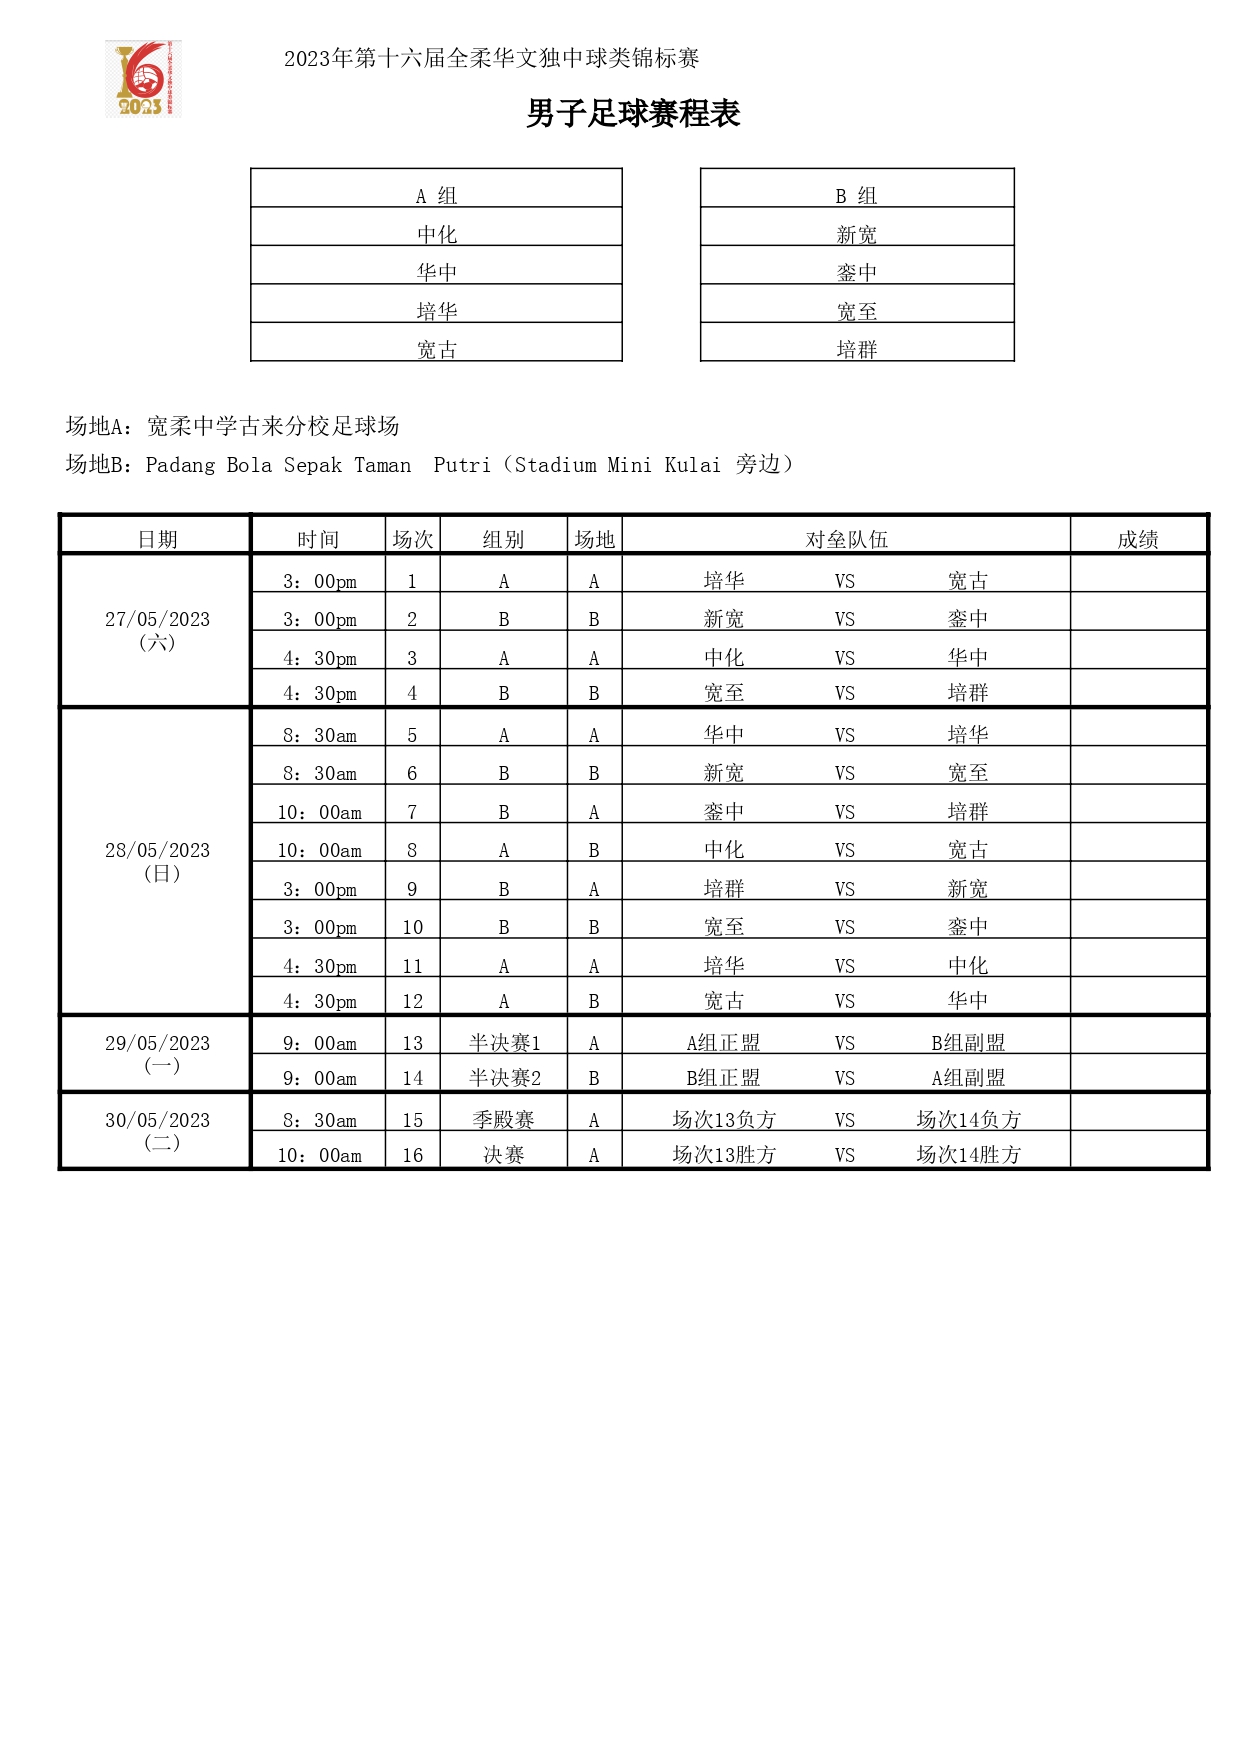 2023年第十六届全柔华文独中球类锦标赛
男子足球赛程表
A 组 B 组
中化 新宽
华中 銮中
培华 宽至
宽古 培群
场地A：宽柔中学古来分校足球场
场地B：Padang Bola Sepak Taman Putri（Stadium Mini Kulai 旁边）
日期 时间 场次 组别 场地 对垒队伍 成绩
27/05/2023
(六)
3：00pm 1 A A 培华 VS 宽古
3：00pm 2 B B 新宽 VS 銮中
4：30pm 3 A A 中化 VS 华中
4：30pm 4 B B 宽至 VS 培群
28/05/2023
(日)
8：30am 5 A A 华中 VS 培华
8：30am 6 B B 新宽 VS 宽至
10：00am 7 B A 銮中 VS 培群
10：00am 8 A B 中化 VS 宽古
3：00pm 9 B A 培群 VS 新宽
3：00pm 10 B B 宽至 VS 銮中
4：30pm 11 A A 培华 VS 中化
4：30pm 12 A B 宽古 VS 华中
29/05/2023
(一)
9：00am 13 半决赛1 A A组正盟 VS B组副盟
9：00am 14 半决赛2 B B组正盟 VS A组副盟
30/05/2023
(二)
8：30am 15 季殿赛 A 场次13负方 VS 场次14负方
10：00am 16 决赛 A 场次13胜方 VS 场次14胜方
16
2023